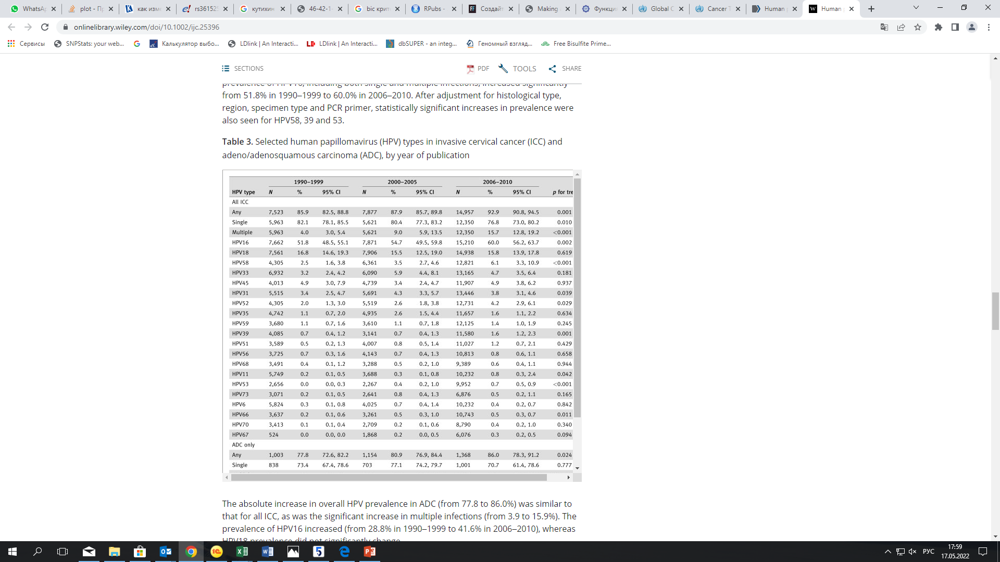 WhatsA
plot - П
как изме
rs36152
кутихин
46-42-1-
bic крит
RPubs -
Создай
Making
Функци
Global C
Cancer T
Human
Human
onlinelibrary.wiley.com/doi/10.1002/ijc.25396
Сервисы
SNPStats: your web...
Калькулятор выбо...
LDlink | An Interacti...
LDlink | An Interacti...
dbSUPER - an integ...
Геномный взгляд...
Free Bisulfite Prime...
SECTIONS PDF TOOLS SHARE
prevalence of HPV16, including both single and multiple infections, increased significantly
from 51.8% in 1990–1999 to 60.0% in 2006–2010. After adjustment for histological type,
region, specimen type and PCR primer, statistically significant increases in prevalence were
also seen for HPV58, 39 and 53.
Table 3. Selected human papillomavirus (HPV) types in invasive cervical cancer (ICC) and
adeno/adenosquamous carcinoma (ADC), by year of publication
1990–1999 2000–2005 2006–2010
HPV type N % 95% CI N % 95% CI N % 95% CI p for tre
All ICC
Any 7,523 85.9 82.5, 88.8 7,877 87.9 85.7, 89.8 14,957 92.9 90.8, 94.5 0.001
Single 5,963 82.1 78.1, 85.5 5,621 80.4 77.3, 83.2 12,350 76.8 73.0, 80.2 0.010
Multiple 5,963 4.0 3.0, 5.4 5,621 9.0 5.9, 13.5 12,350 15.7 12.8, 19.2 <0.001
HPV16 7,662 51.8 48.5, 55.1 7,871 54.7 49.5, 59.8 15,210 60.0 56.2, 63.7 0.002
HPV18 7,561 16.8 14.6, 19.3 7,906 15.5 12.5, 19.0 14,938 15.8 13.9, 17.8 0.619
HPV58 4,305 2.5 1.6, 3.8 6,361 3.5 2.7, 4.6 12,821 6.1 3.3, 10.9 <0.001
HPV33 6,932 3.2 2.4, 4.2 6,090 5.9 4.4, 8.1 13,165 4.7 3.5, 6.4 0.181
HPV45 4,013 4.9 3.0, 7.9 4,739 3.4 2.4, 4.7 11,907 4.9 3.8, 6.2 0.937
HPV31 5,515 3.4 2.5, 4.7 5,691 4.3 3.3, 5.7 13,446 3.8 3.1, 4.6 0.039
HPV52 4,305 2.0 1.3, 3.0 5,519 2.6 1.8, 3.8 12,731 4.2 2.9, 6.1 0.029
HPV35 4,742 1.1 0.7, 2.0 4,935 2.6 1.5, 4.4 11,657 1.6 1.1, 2.2 0.634
HPV59 3,680 1.1 0.7, 1.6 3,610 1.1 0.7, 1.8 12,125 1.4 1.0, 1.9 0.245
HPV39 4,085 0.7 0.4, 1.2 3,141 0.7 0.4, 1.3 11,580 1.6 1.2, 2.3 0.001
HPV51 3,589 0.5 0.2, 1.3 4,007 0.8 0.5, 1.4 11,027 1.2 0.7, 2.1 0.429
HPV56 3,725 0.7 0.3, 1.6 4,143 0.7 0.4, 1.3 10,813 0.8 0.6, 1.1 0.658
HPV68 3,491 0.4 0.1, 1.2 3,288 0.5 0.2, 1.0 9,389 0.6 0.4, 1.1 0.944
HPV11 5,749 0.2 0.1, 0.5 3,688 0.3 0.1, 0.8 10,232 0.8 0.3, 2.4 0.042
HPV53 2,656 0.0 0.0, 0.3 2,267 0.4 0.2, 1.0 9,952 0.7 0.5, 0.9 <0.001
HPV73 3,071 0.2 0.1, 0.5 2,641 0.8 0.4, 1.3 6,876 0.5 0.2, 1.1 0.165
HPV6 5,824 0.3 0.1, 0.8 4,025 0.7 0.4, 1.4 10,232 0.4 0.2, 0.7 0.842
HPV66 3,637 0.2 0.1, 0.6 3,261 0.5 0.3, 1.0 10,743 0.5 0.3, 0.7 0.011
HPV70 3,413 0.1 0.1, 0.4 2,709 0.2 0.1, 0.6 8,790 0.4 0.2, 1.0 0.340
HPV67 524 0.0 0.0, 0.0 1,868 0.2 0.0, 0.5 6,076 0.3 0.2, 0.5 0.094
ADC only
Any 1,003 77.8 72.6, 82.2 1,154 80.9 76.9, 84.4 1,368 86.0 78.3, 91.2 0.024
Single 838 73.4 67.4, 78.6 703 77.1 74.2, 79.7 1,001 70.7 61.4, 78.6 0.777
The absolute increase in overall HPV prevalence in ADC (from 77.8 to 86.0%) was similar to
that for all ICC, as was the significant increase in multiple infections (from 3.9 to 15.9%). The
prevalence of HPV16 increased (from 28.8% in 1990–1999 to 41.6% in 2006–2010), whereas
HPV18 prevalence did not significantly change.
РУС
17:59
17.05.2022